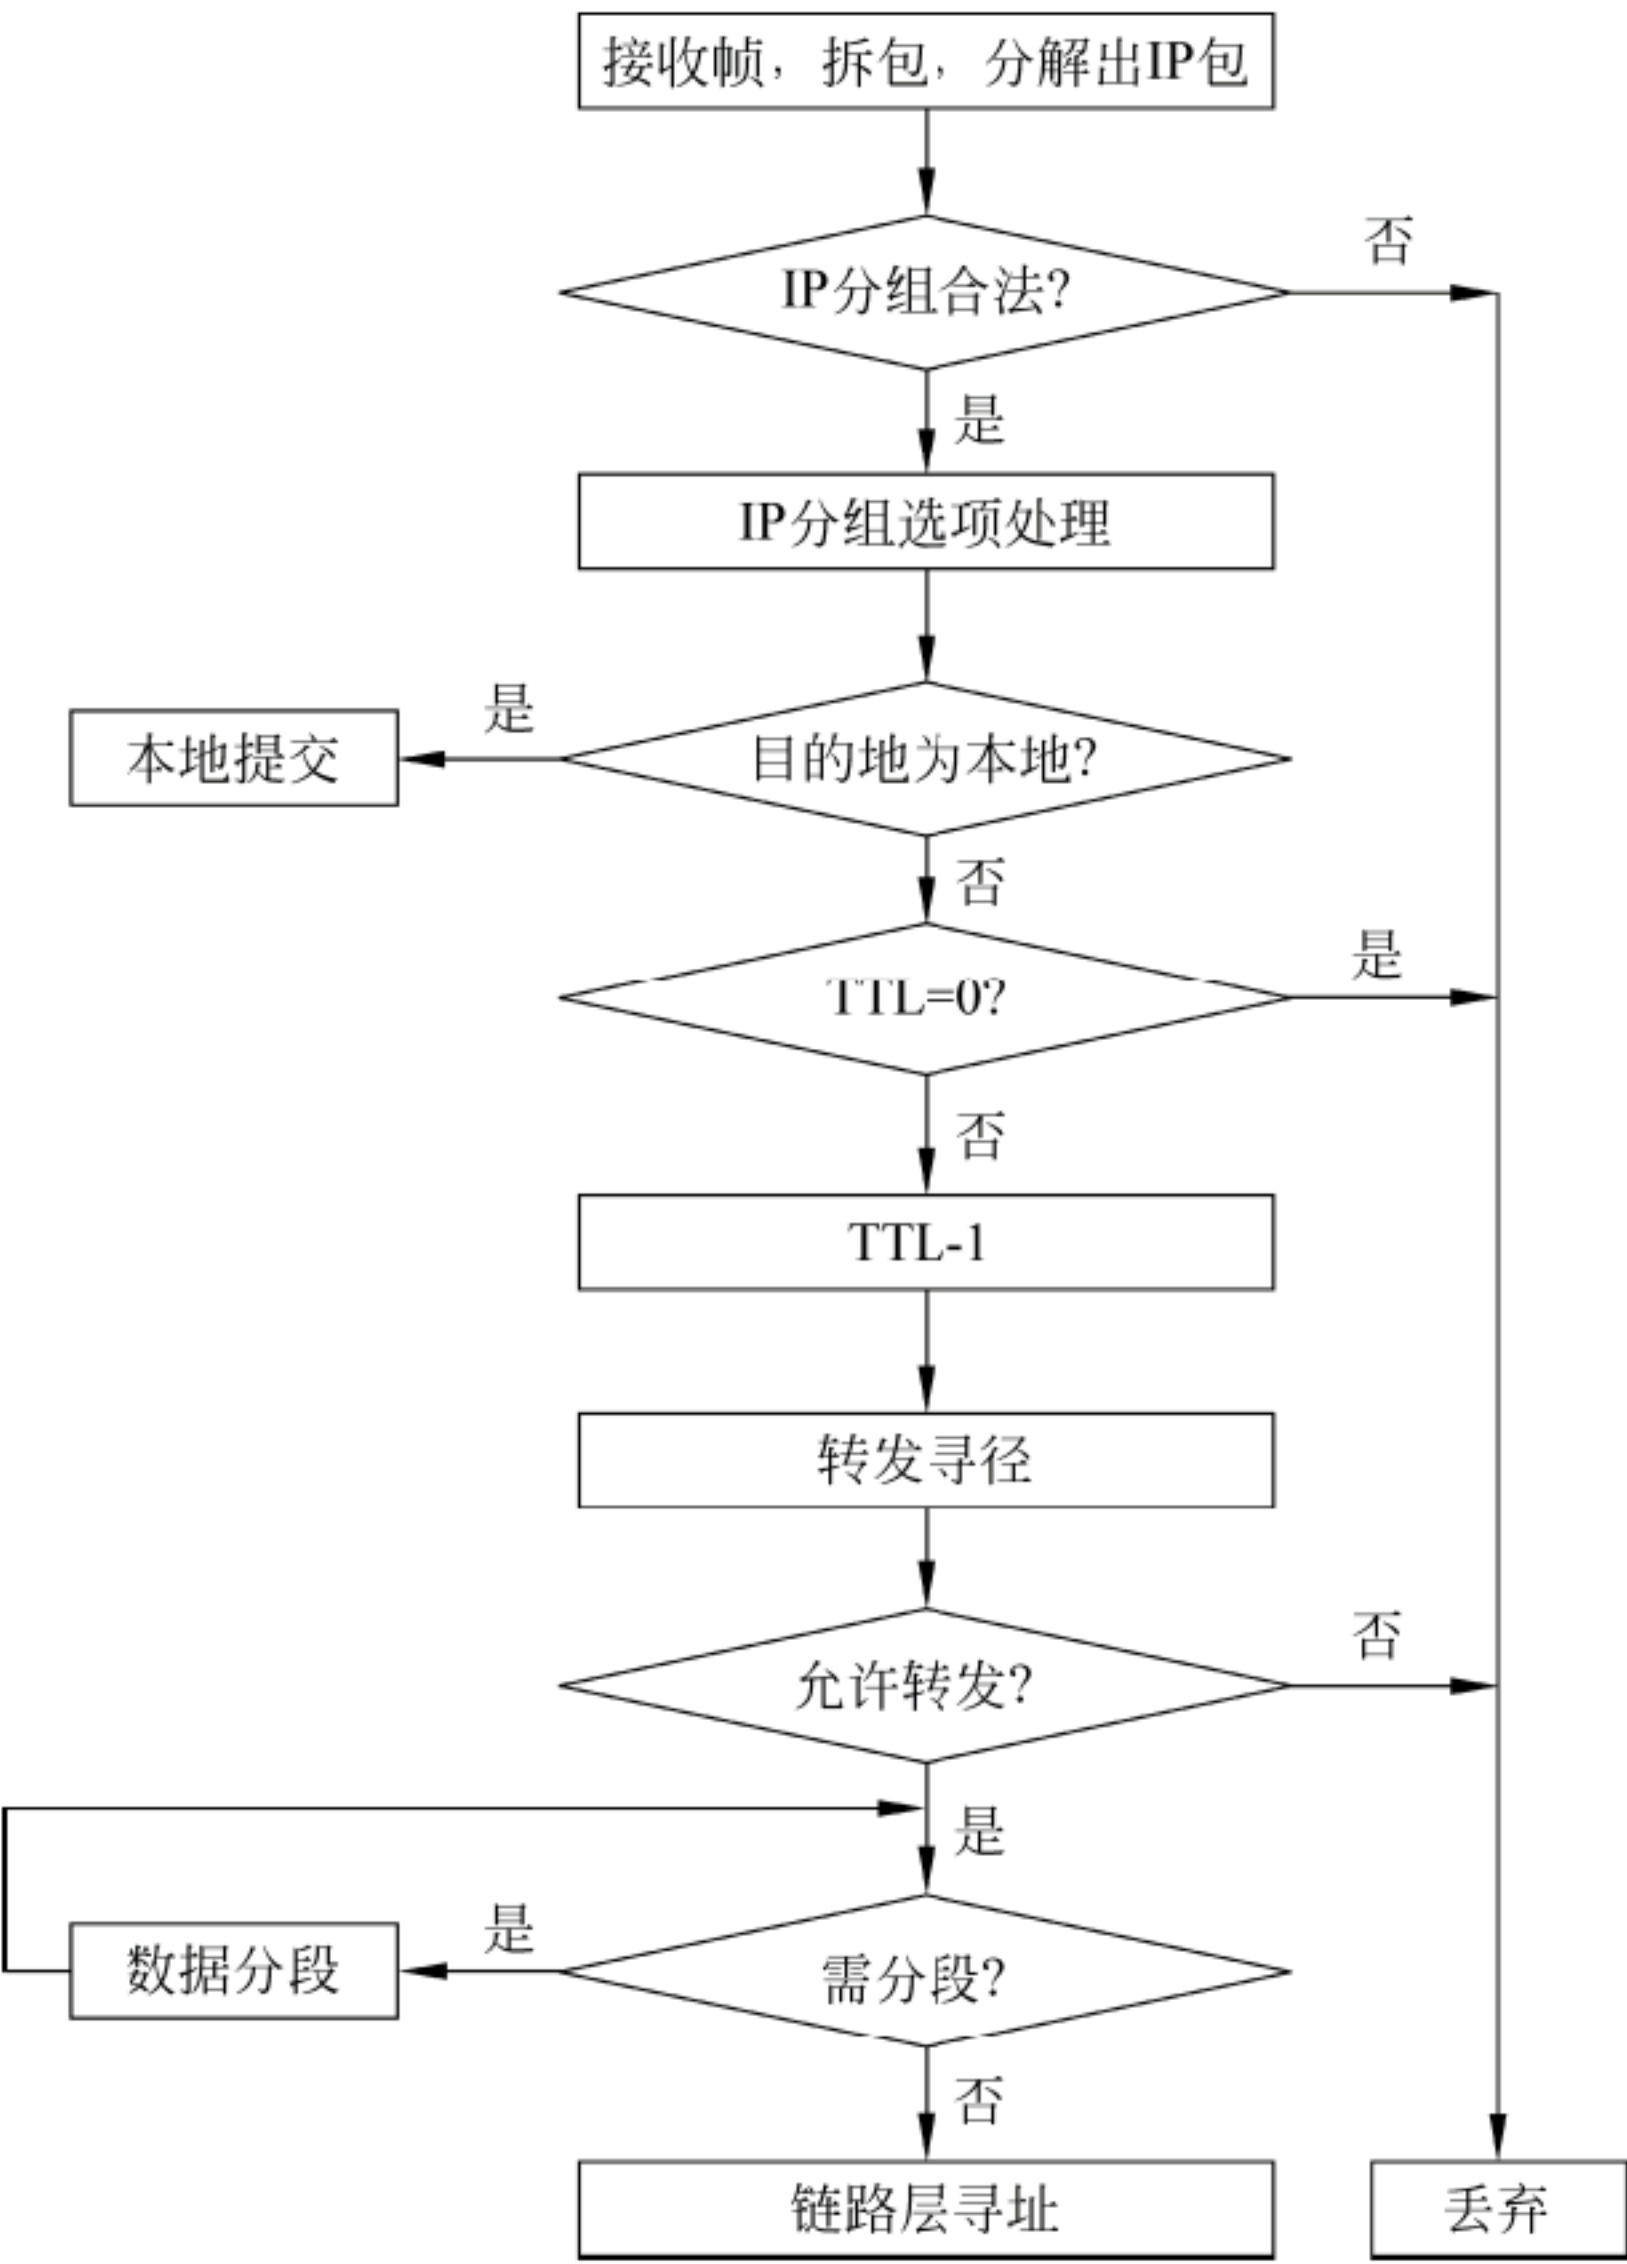 接收帧，拆包，分解出IP包
IP分组合法?
否
是
IP分组选项处理
是
本地提交
目的地为本地?
否
TTL=0?
是
否
TTL-1
转发寻径
允许转发?
否
是
是
数据分段
需分段?
否
链路层寻址
丢弃